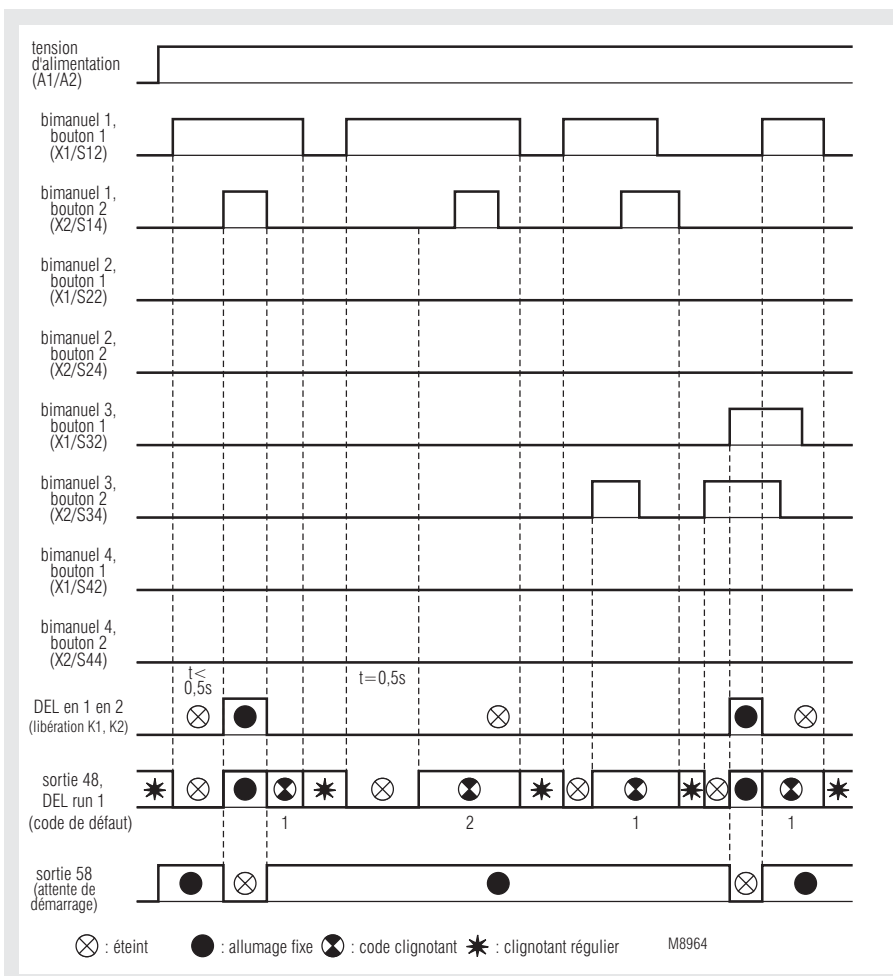 tension
d'alimentation
(A1/A2)
bimanuel 1,
bouton 1
(X1/S12)
bimanuel 1,
bouton 2
(X2/S14)
bimanuel 2,
bouton 1
(X1/S22)
bimanuel 2,
bouton 2
(X2/S24)
bimanuel 3,
bouton 1
(X1/S32)
bimanuel 3,
bouton 2
(X2/S34)
bimanuel 4,
bouton 1
(X1/S42)
bimanuel 4,
bouton 2
(X2/S44)
t<
0,5s
t=0,5s
DEL en 1 en 2
(libération K1, K2)
sortie 48,
DEL run 1
(code de défaut)
1
2
1
1
sortie 58
(attente de
démarrage)
: éteint
: allumage fixe
: code clignotant
: clignotant régulier
M8964